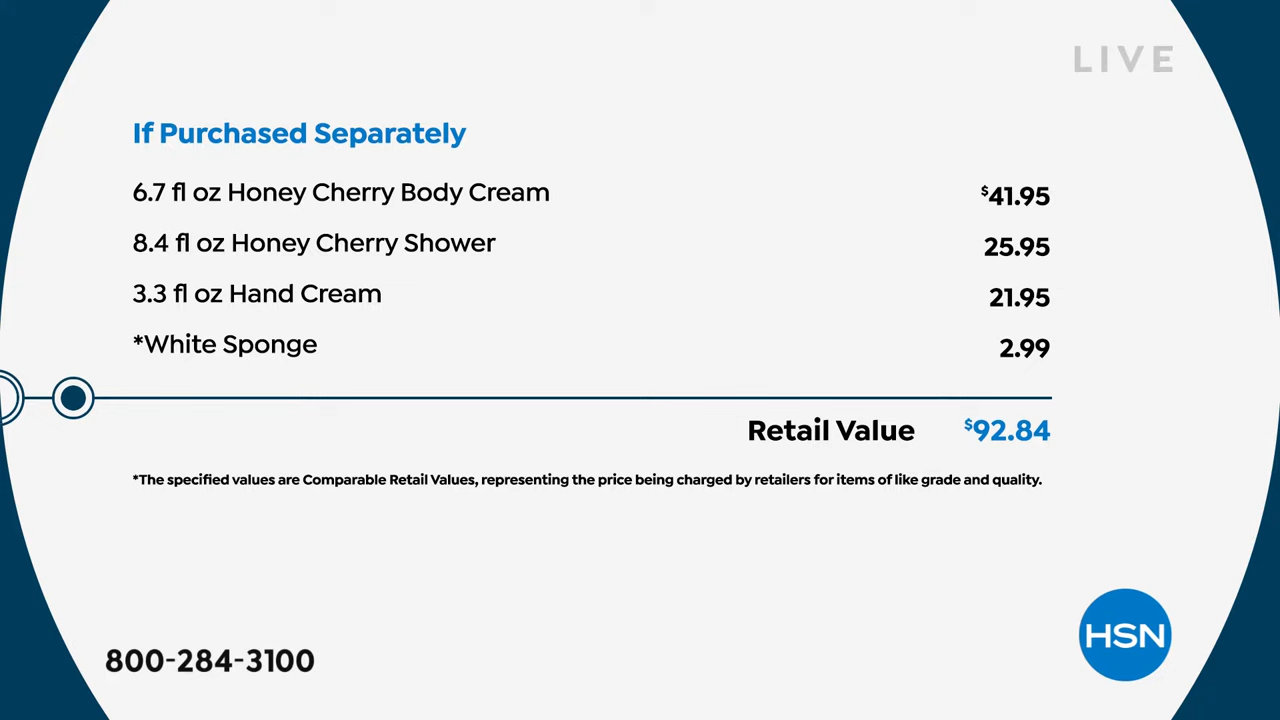 LIVE
If Purchased Separately
6.7 fl oz Honey Cherry Body Cream $41.95
8.4 fl oz Honey Cherry Shower 25.95
3.3 fl oz Hand Cream 21.95
*White Sponge 2.99
Retail Value $92.84
*The specified values are Comparable Retail Values, representing the price being charged by retailers for items of like grade and quality.
800-284-3100
HSN